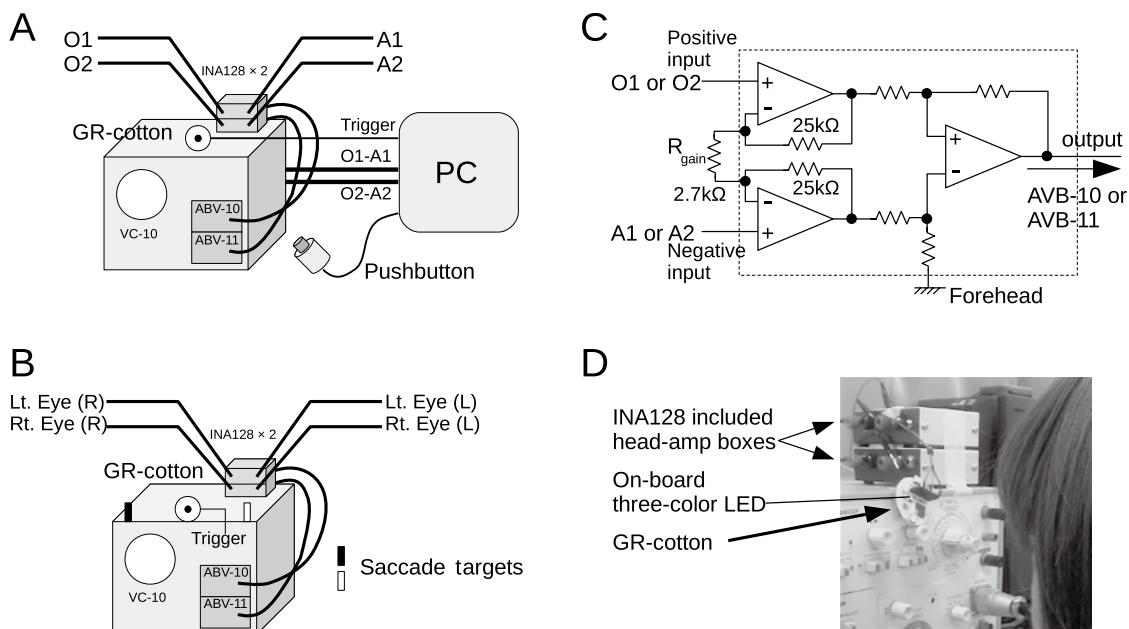 A
O1
O2
A1
A2
INA128 × 2
GR-cotton
Trigger
O1-A1
O2-A2
PC
ABV-10
ABV-11
VC-10
Pushbutton
B
Lt. Eye (R)
Rt. Eye (R)
Lt. Eye (L)
Rt. Eye (L)
INA128 × 2
GR-cotton
Trigger
ABV-10
ABV-11
VC-10
Saccade targets
C
Positive
input
O1 or O2
+
-
25kΩ
Rgain
2.7kΩ
25kΩ
-
+
A1 or A2
Negative
input
+
-
output
AVB-10 or
AVB-11
Forehead
D
INA128 included
head-amp boxes
On-board
three-color LED
GR-cotton